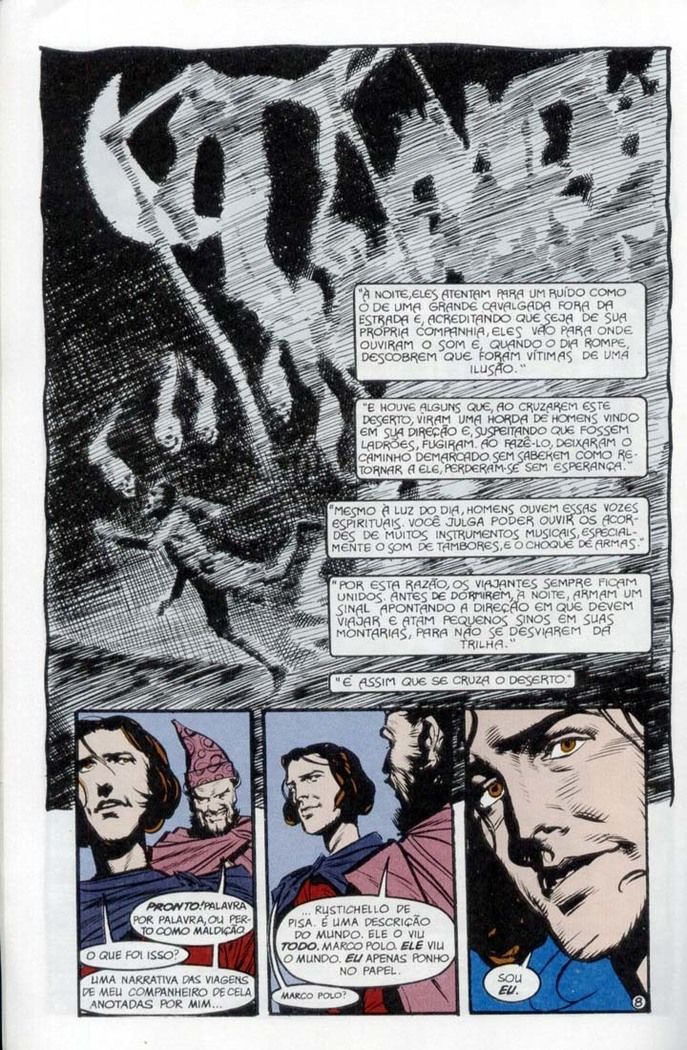 "À NOITE, ELES ATENTAM PARA UM RUÍDO COMO
O DE UMA GRANDE CAVALGADA FORA DA
ESTRADA E, ACREDITANDO QUE SEJA DE SUA
PRÓPRIA COMPANHIA, ELES VÃO PARA ONDE
OUVIRAM O SOM E, QUANDO O DIA ROMPE,
DESCOBREM QUE FORAM VÍTIMAS DE UMA
ILUSÃO."
"E HOUVE ALGUNS QUE, AO CRUZAREM ESTE
DESERTO, VIRAM UMA HORDA DE HOMENS VINDO
EM SUA DIREÇÃO E, SUSPEITANDO QUE FOSSEM
LADRÕES, FUGIRAM. AO FAZÊ-LO, DEIXARAM O
CAMINHO DEMARCADO SEM SABEREM COMO RE-
TORNAR A ELE, PERDERAM-SE SEM ESPERANÇA."
"MESMO À LUZ DO DIA, HOMENS OUVEM ESSAS VOZES
ESPIRITUAIS. VOCÊ JULGA PODER OUVIR OS ACOR-
DES DE MUITOS INSTRUMENTOS MUSICAIS, ESPECIAL-
MENTE O SOM DE TAMBORES, E O CHOQUE DE ARMAS."
"POR ESTA RAZÃO, OS VIAJANTES SEMPRE FICAM
UNIDOS. ANTES DE DORMIREM, À NOITE, ARMAM UM
SINAL APONTANDO A DIREÇÃO EM QUE DEVEM
VIAJAR E ATAM PEQUENOS SINOS EM SUAS
MONTARIAS, PARA NÃO SE DESVIAREM DA
TRILHA."
"É ASSIM QUE SE CRUZA O DESERTO."
PRONTO! PALAVRA
POR PALAVRA, OU PER-
TO COMO MALDIÇÃO
O QUE FOI ISSO?
UMA NARRATIVA DAS VIAGENS
DE MEU COMPANHEIRO DE CELA
ANOTADAS POR MIM...
... RUSTICHELLO DE
PISA. É UMA DESCRIÇÃO
DO MUNDO. ELE O VIU
TODO. MARCO POLO. ELE VIU
O MUNDO. EU APENAS PONHO
NO PAPEL.
MARCO POLO?
SOU
EU.
8